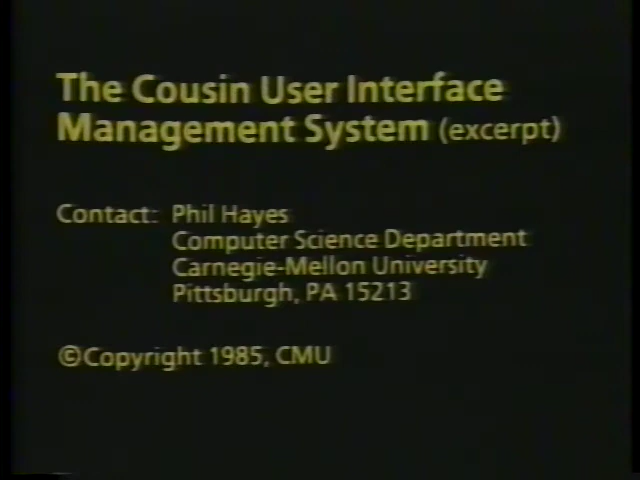 The Cousin User Interface
Management System (excerpt)
Contact: Phil Hayes
Computer Science Department
Carnegie-Mellon University
Pittsburgh, PA 15213
©Copyright 1985, CMU